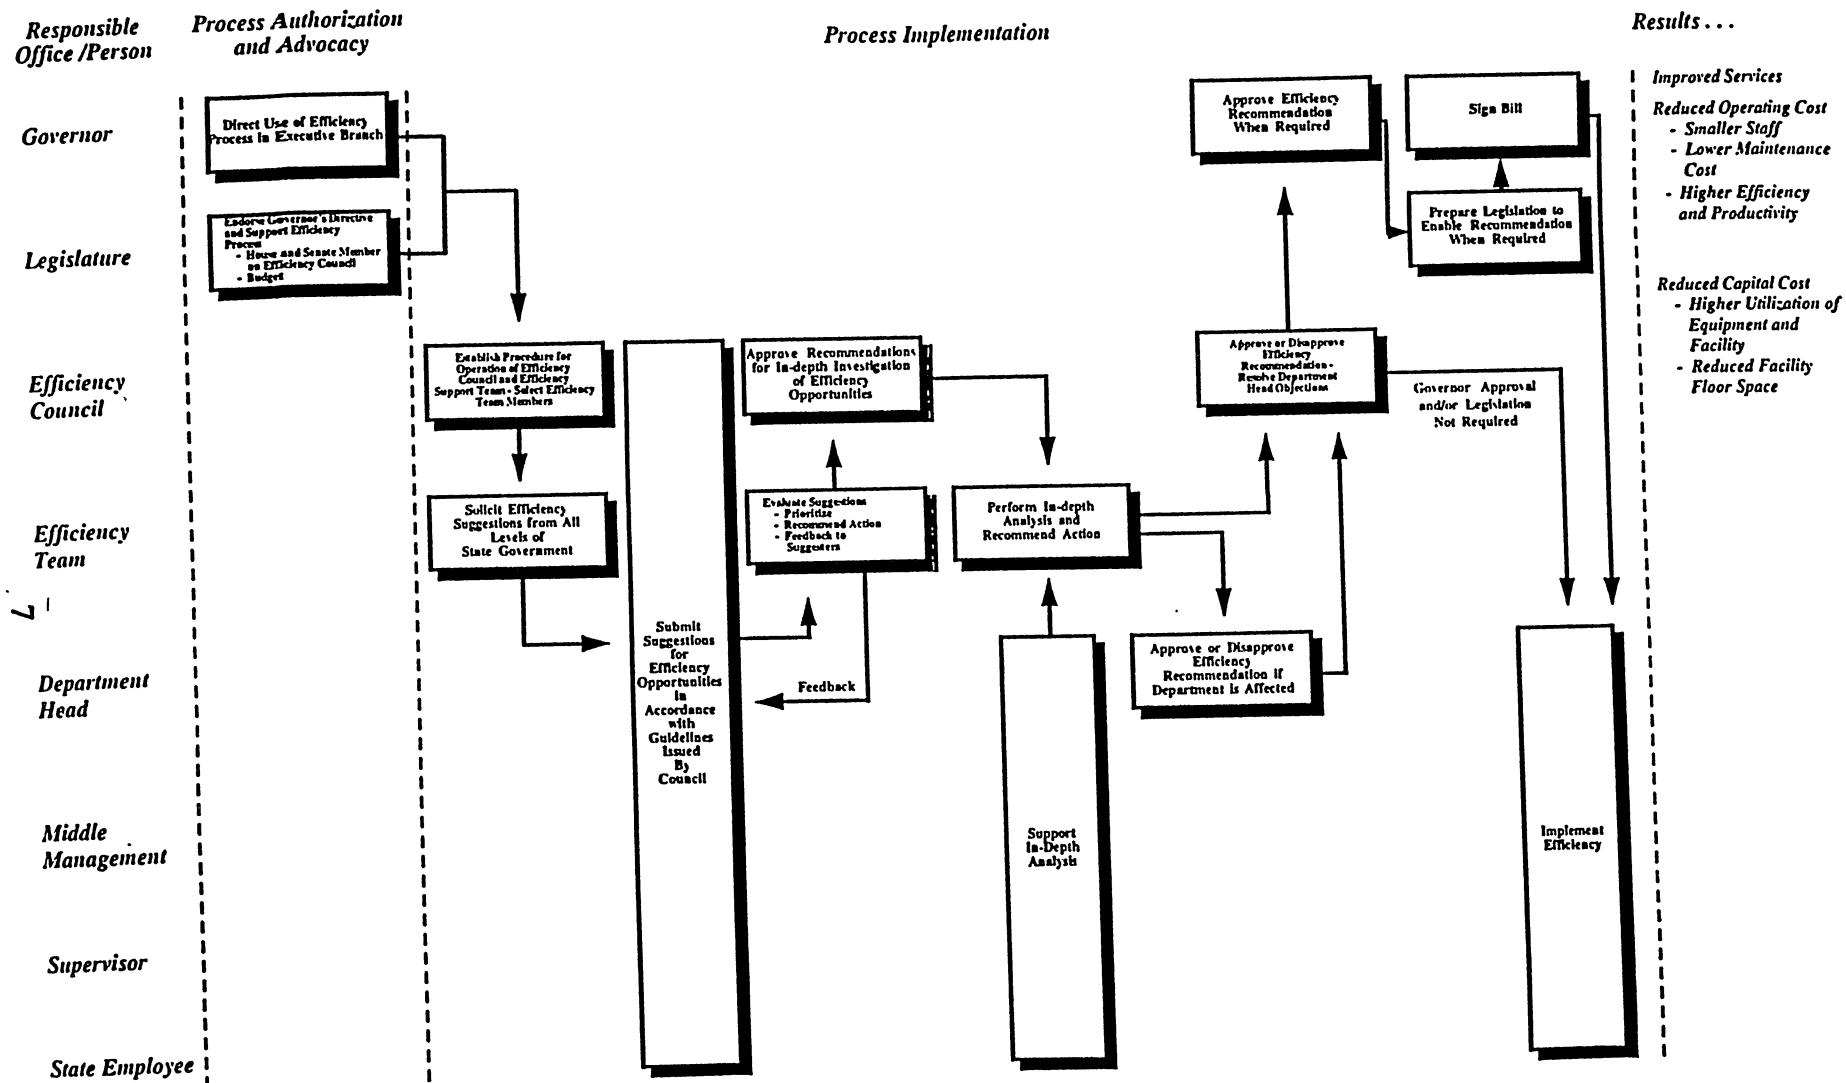 Responsible
Office /Person
Process Authorization
and Advocacy
Process Implementation
Results . . .
Governor
Legislature
Efficiency
Council
Efficiency
Team
Department
Head
Middle
Management
Supervisor
State Employee
- 7
Direct Use of Efficiency
Process in Executive Branch
Endorse Governor's Directive
and Support Efficiency
Process
- House and Senate Member
on Efficiency Council
- Budget
Establish Procedure for
Operation of Efficiency
Council and Efficiency
Support Team - Select Efficiency
Team Members
Solicit Efficiency
Suggestions from All
Levels of
State Government
Submit
Suggestions
for
Efficiency
Opportunities
in
Accordance
with
Guidelines
Issued
By
Council
Approve Recommendations
for In-depth Investigation
of Efficiency
Opportunities
Evaluate Suggestions
- Prioritize
- Recommend Action
- Feedback to
Suggesters
Feedback
Perform In-depth
Analysis and
Recommend Action
Support
In-Depth
Analysis
Approve or Disapprove
Efficiency
Recommendation if
Department is Affected
Approve or Disapprove
Efficiency
Recommendation -
Resolve Department
Head Objections
Governor Approval
and/or Legislation
Not Required
Approve Efficiency
Recommendation
When Required
Sign Bill
Prepare Legislation to
Enable Recommendation
When Required
Implement
Efficiency
Improved Services
Reduced Operating Cost
- Smaller Staff
- Lower Maintenance
Cost
- Higher Efficiency
and Productivity
Reduced Capital Cost
- Higher Utilization of
Equipment and
Facility
- Reduced Facility
Floor Space